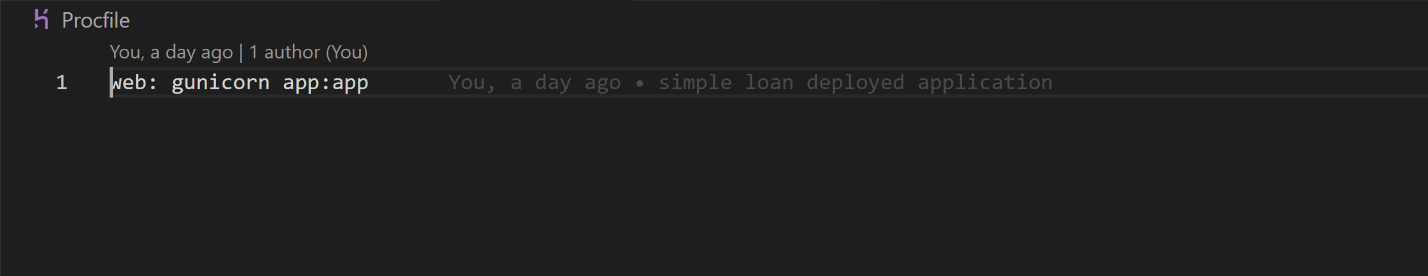 Procfile
You, a day ago | 1 author (You)
1 web: gunicorn app:app You, a day ago • simple loan deployed application